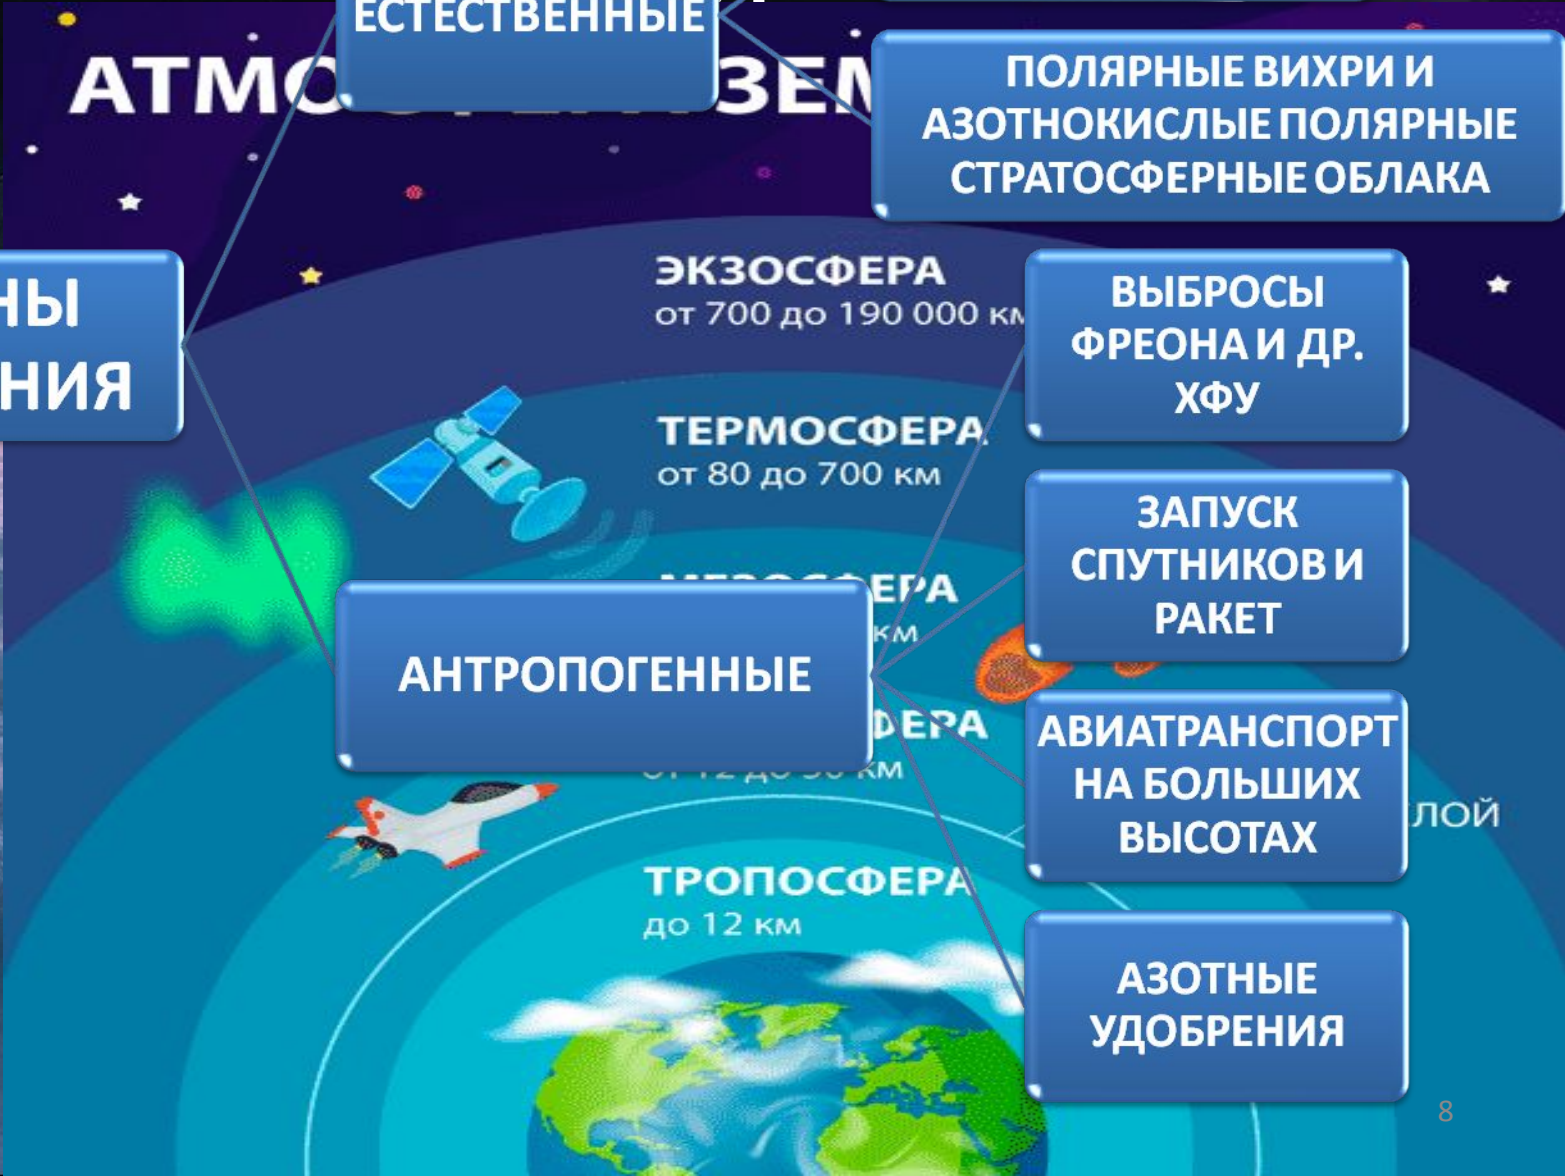 ЕСТЕСТВЕННЫЕ
ПОЛЯРНЫЕ ВИХРИ И
АЗОТНОКИСЛЫЕ ПОЛЯРНЫЕ
СТРАТОСФЕРНЫЕ ОБЛАКА
ЭКЗОСФЕРА
от 700 до 190 000 км
ВЫБРОСЫ
ФРЕОНА И ДР.
ХФУ
ТЕРМОСФЕРА
от 80 до 700 км
ЗАПУСК
СПУТНИКОВ И
РАКЕТ
АНТРОПОГЕННЫЕ
км
АВИАТРАНСПОРТ
НА БОЛЬШИХ
ВЫСОТАХ
слой
ТРОПОСФЕРА
до 12 км
АЗОТНЫЕ
УДОБРЕНИЯ
8